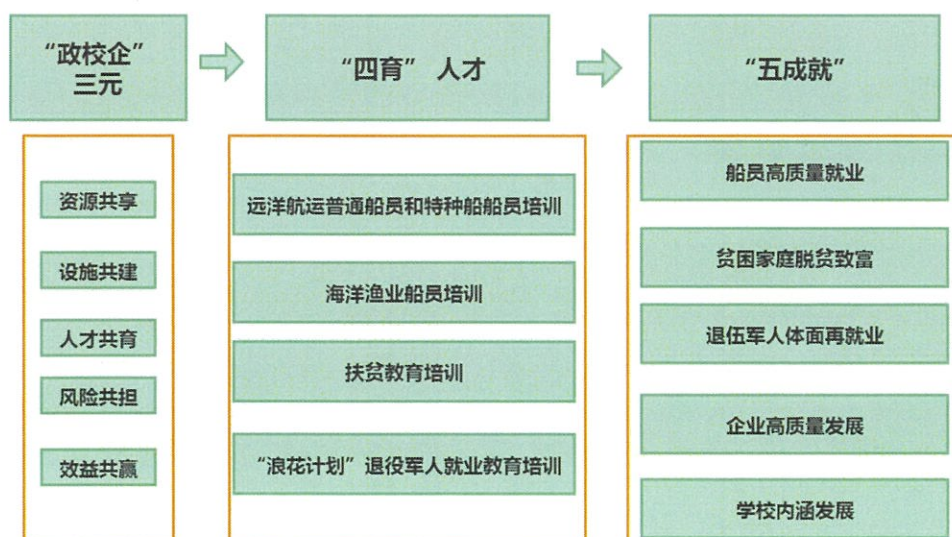 “政校企”
三元
“四育” 人才
“五成就”
资源共享
设施共建
人才共育
风险共担
效益共赢
远洋航运普通船员和特种船船员培训
海洋渔业船员培训
扶贫教育培训
“浪花计划”退役军人就业教育培训
船员高质量就业
贫困家庭脱贫致富
退伍军人体面再就业
企业高质量发展
学校内涵发展